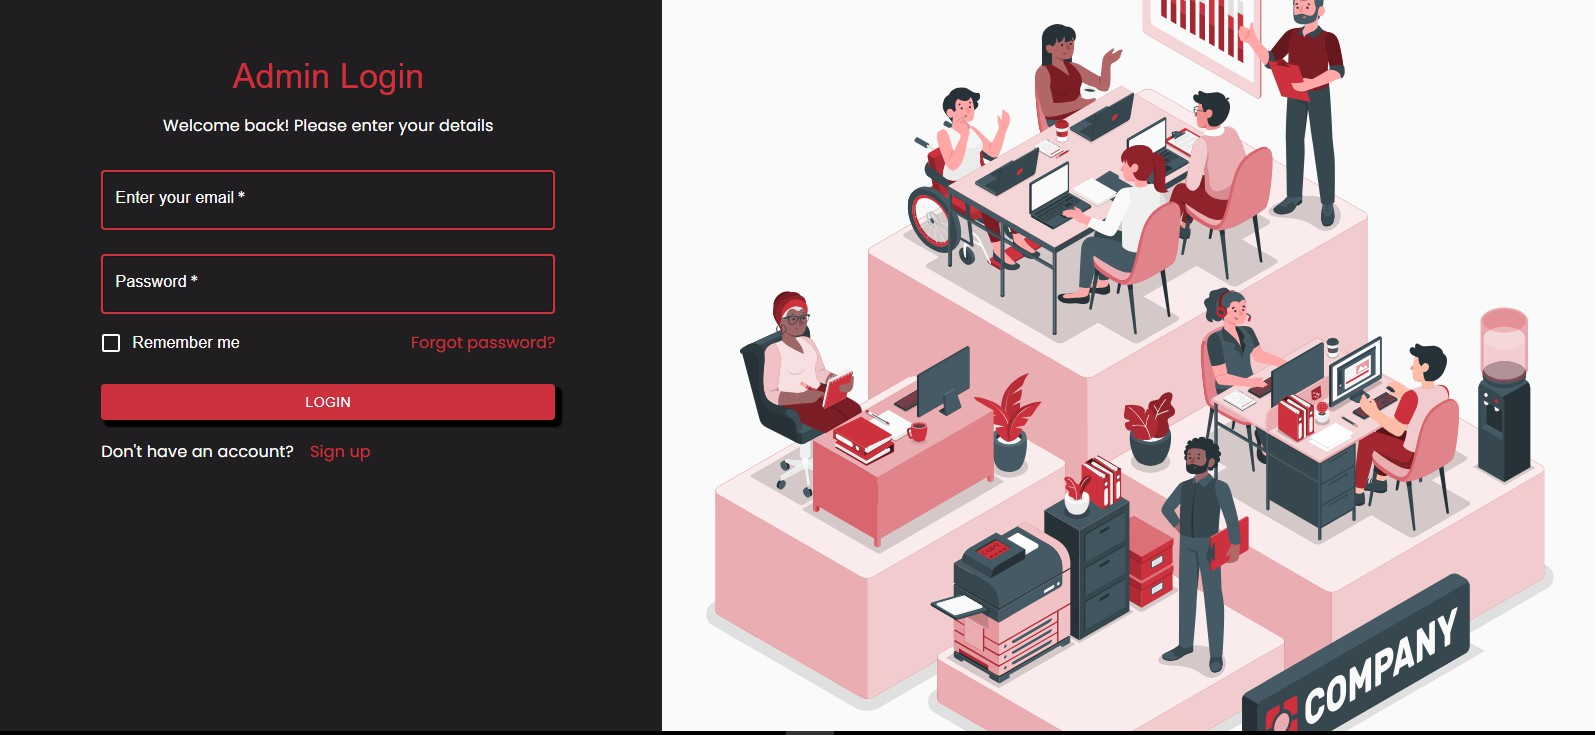 Admin Login
Welcome back! Please enter your details
Enter your email *
Password *
Remember me
Forgot password?
LOGIN
Don't have an account? Sign up
COMPANY